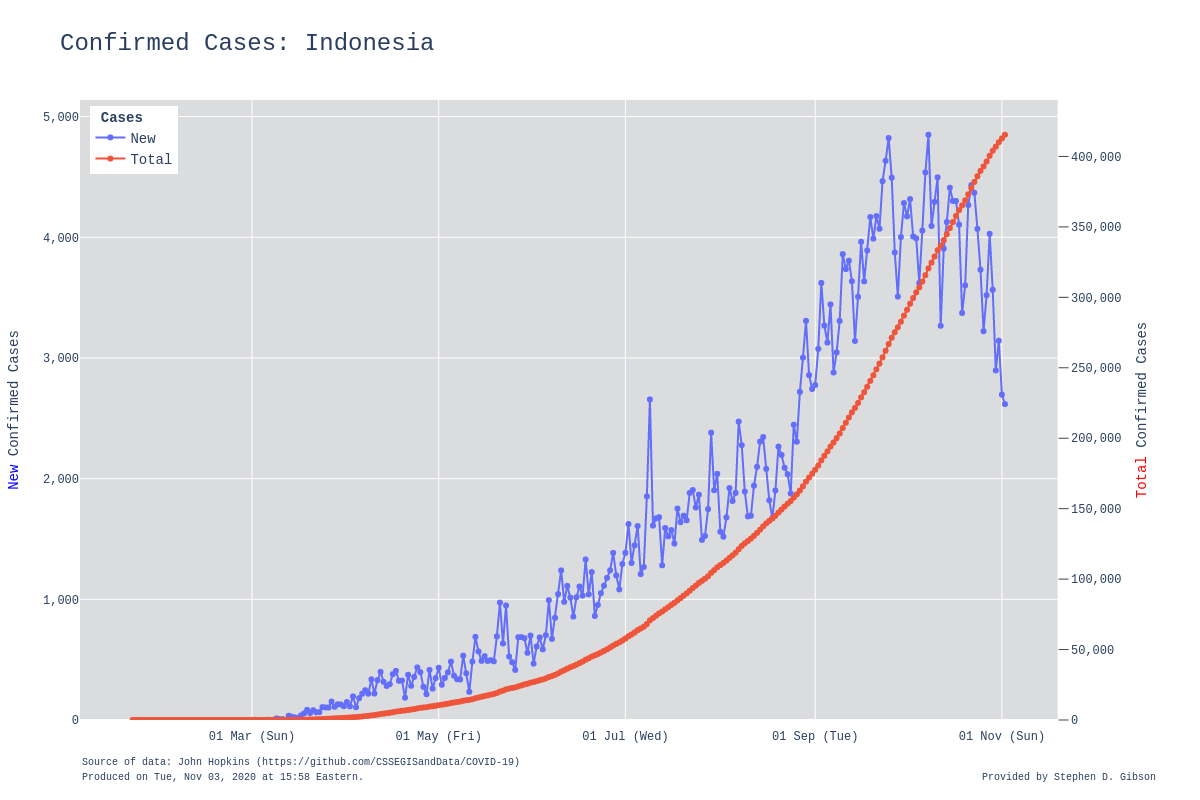 Confirmed Cases: Indonesia
Cases
New
Total
5,000
4,000
3,000
2,000
1,000
0
New Confirmed Cases
400,000
350,000
300,000
250,000
200,000
150,000
100,000
50,000
0
Total Confirmed Cases
01 Mar (Sun) 01 May (Fri) 01 Jul (Wed) 01 Sep (Tue) 01 Nov (Sun)
Source of data: John Hopkins (https://github.com/CSSEGISandData/COVID-19)
Produced on Tue, Nov 03, 2020 at 15:58 Eastern.
Provided by Stephen D. Gibson